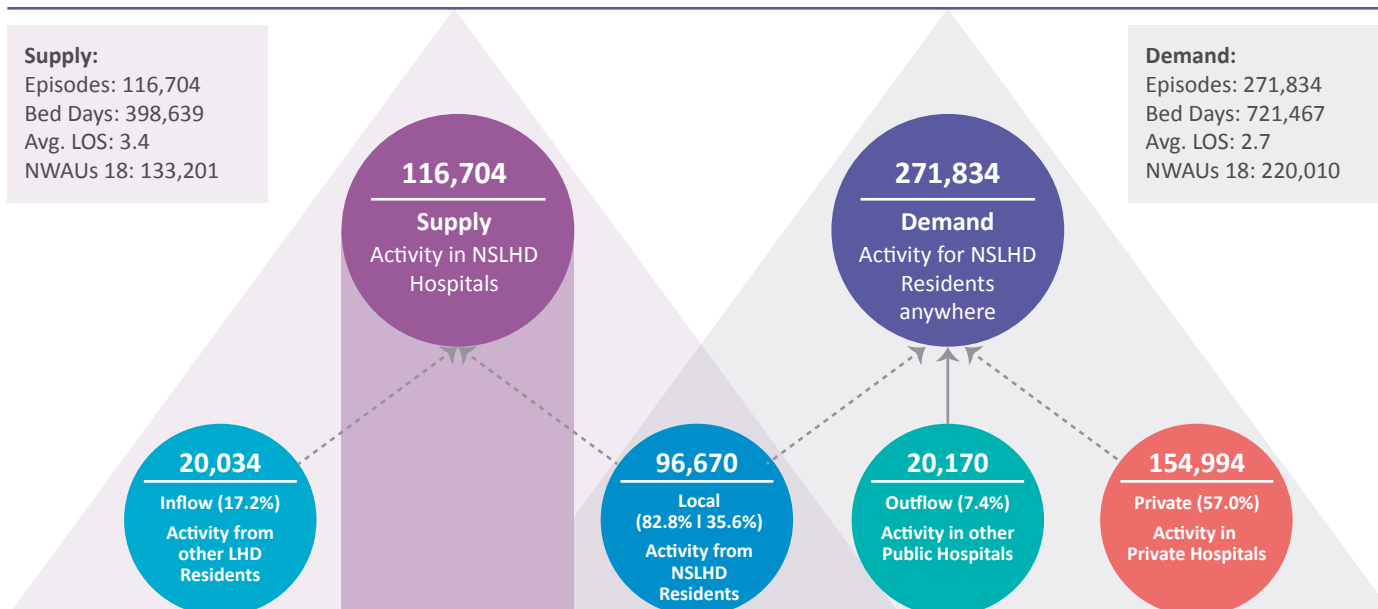 Supply:
Episodes: 116,704
Bed Days: 398,639
Avg. LOS: 3.4
NWAUs 18: 133,201
Demand:
Episodes: 271,834
Bed Days: 721,467
Avg. LOS: 2.7
NWAUs 18: 220,010
116,704
Supply
Activity in NSLHD
Hospitals
271,834
Demand
Activity for NSLHD
Residents
anywhere
20,034
Inflow (17.2%)
Activity from
other LHD
Residents
96,670
Local
(82.8% I 35.6%)
Activity from
NSLHD
Residents
20,170
Outflow (7.4%)
Activity in other
Public Hospitals
154,994
Private (57.0%)
Activity in
Private Hospitals